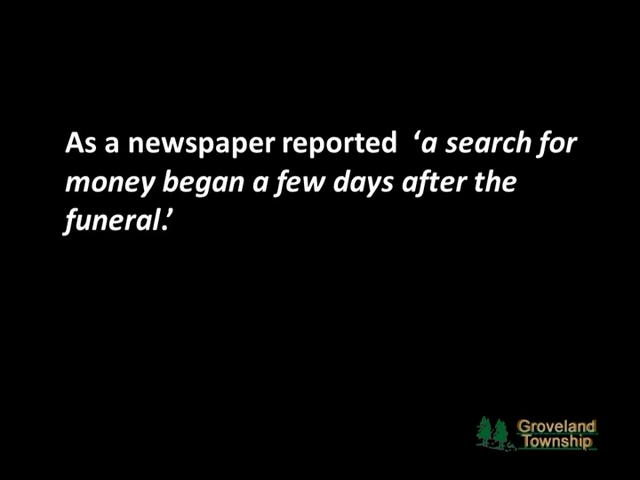 As a newspaper reported ‘a search for
money began a few days after the
funeral.’
Groveland
Township